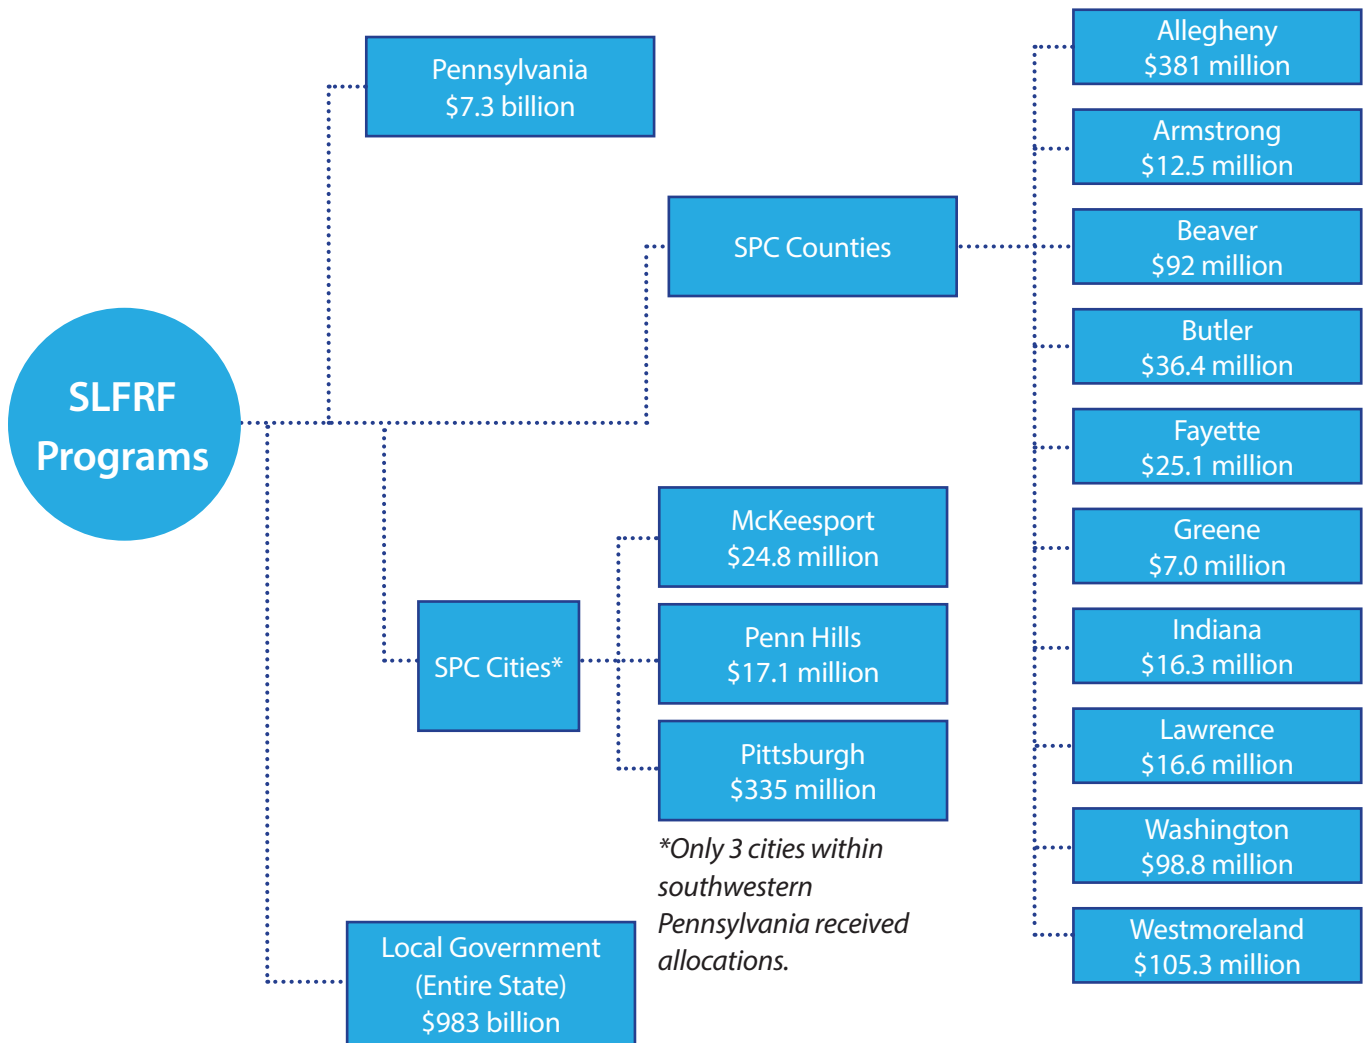 SLFRF
Programs
Pennsylvania
$7.3 billion
SPC Counties
Allegheny
$381 million
Armstrong
$12.5 million
Beaver
$92 million
Butler
$36.4 million
Fayette
$25.1 million
Greene
$7.0 million
Indiana
$16.3 million
Lawrence
$16.6 million
Washington
$98.8 million
Westmoreland
$105.3 million
SPC Cities*
McKeesport
$24.8 million
Penn Hills
$17.1 million
Pittsburgh
$335 million
*Only 3 cities within
southwestern
Pennsylvania received
allocations.
Local Government
(Entire State)
$983 billion